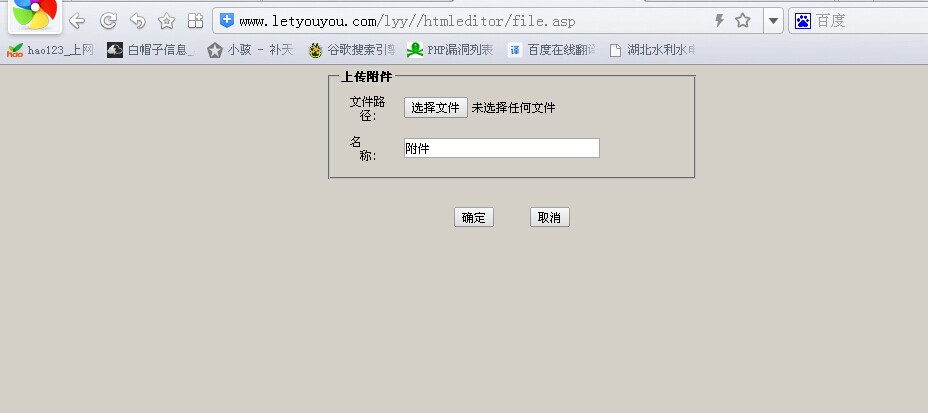 www.letyouyou.com/lyy//htmleditor/file.asp
百度
hao123_上网
白帽子信息_
小骇 - 补天
谷歌搜索引擎
PHP漏洞列表
百度在线翻译
湖北水利水电
上传附件
文件路
径:
选择文件 未选择任何文件
名
称:
附件
确定
取消